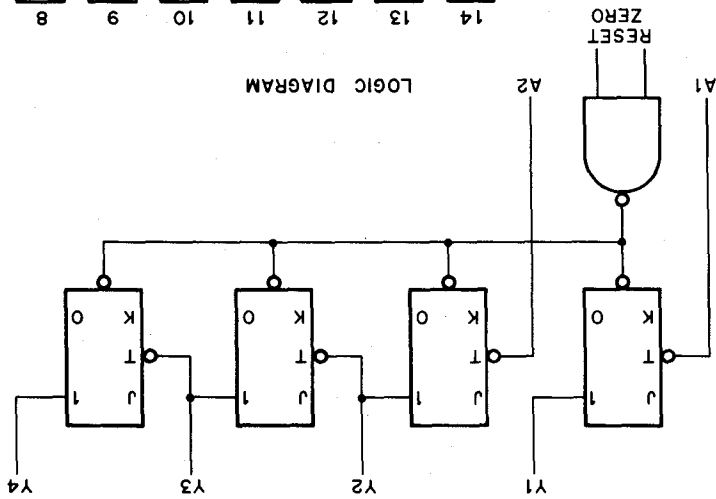 Y1 Y2 Y3 Y4
J 1 J 1 J 1 J 1
T T T T
K 0 K 0 K 0 K 0
A1 A2 LOGIC DIAGRAM
RESET
ZERO
14 13 12 11 10 9 8